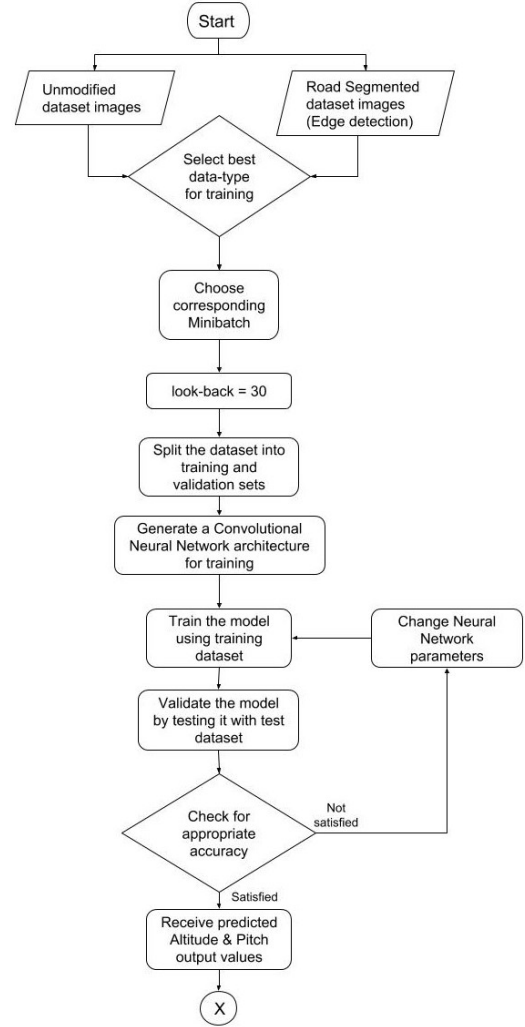 Start
Unmodified
dataset images
Road Segmented
dataset images
(Edge detection)
Select best
data-type
for training
Choose
corresponding
Minibatch
look-back = 30
Split the dataset into
training and
validation sets
Generate a Convolutional
Neural Network architecture
for training
Train the model
using training
dataset
Change Neural
Network
parameters
Validate the model
by testing it with test
dataset
Check for
appropriate
accuracy
Not
satisfied
Satisfied
Receive predicted
Altitude & Pitch
output values
X